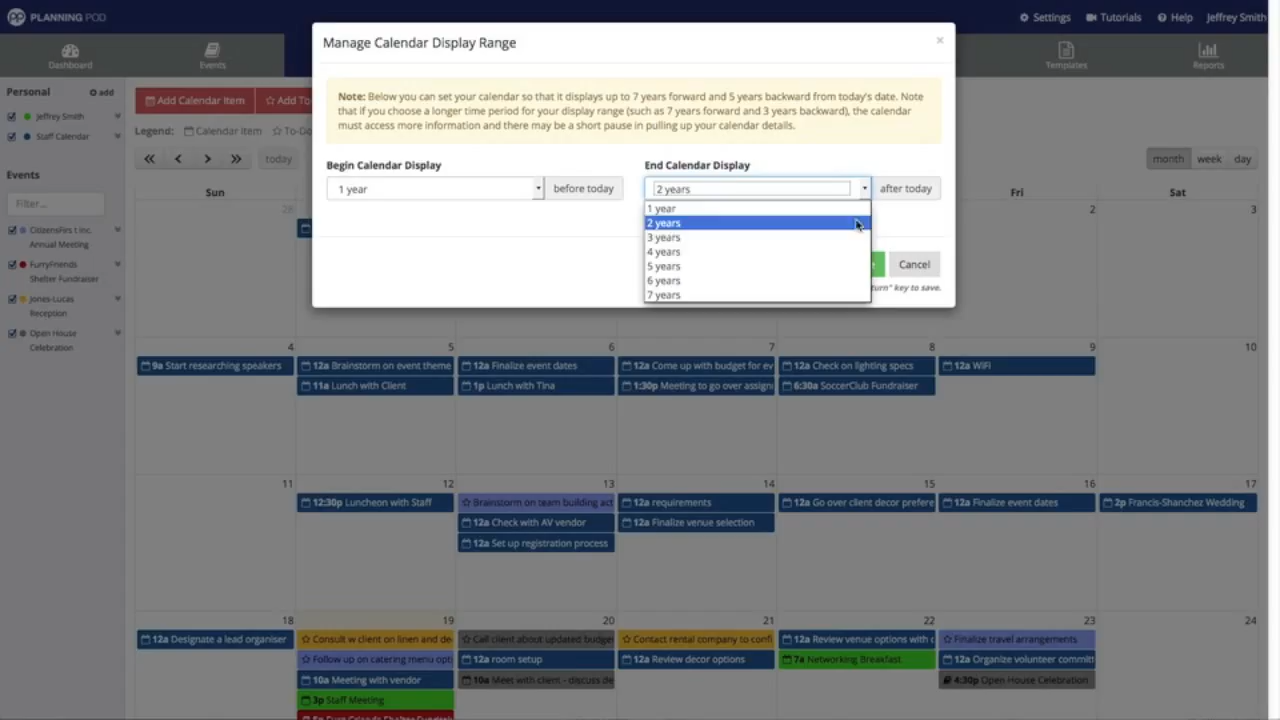 PLANNING POD
Settings
Tutorials
Help
Jeffrey Smith
Dashboard
Events
Templates
Reports
Manage Calendar Display Range
×
Note: Below you can set your calendar so that it displays up to 7 years forward and 5 years backward from today's date. Note
that if you choose a longer time period for your display range (such as 7 years forward and 3 years backward), the calendar
must access more information and there may be a short pause in pulling up your calendar details.
Begin Calendar Display
End Calendar Display
1 year
before today
2 years
after today
1 year
2 years
3 years
4 years
5 years
6 years
7 years
Cancel
"return" key to save.
Personal
add
Jeffrey Smith
Staff Calendar
Events
Filter...
CitizensFirst Inc.
Annual Meeting
FurryFriends
Shelter Fundraiser
Jones-Lucas
Reception
Open House
Celebration
Add Calendar Item
Add To
Legend:
Calendar Item
To-Do
today
month
week
day
Sun
Fri
Sat
28
2
3
4
5
6
7
8
9
10
9a Start researching speakers
12a Brainstorm on event theme
12a Finalize event dates
12a Come up with budget for ev
12a Check on lighting specs
12a WiFi
11a Lunch with Client
1p Lunch with Tina
1:30p Meeting to go over assign
6:30a SoccerClub Fundraiser
11
12
13
14
15
16
17
12:30p Luncheon with Staff
Brainstorm on team building act
12a requirements
12a Go over client decor prefere
12a Finalize event dates
2p Francis-Shanchez Wedding
12a Check with AV vendor
12a Finalize venue selection
12a Set up registration process
18
19
20
21
22
23
24
12a Designate a lead organiser
Consult w client on linen and de
Call client about updated budge
Contact rental company to confi
12a Review venue options with c
Finalize travel arrangements
Follow up on catering menu opti
12a room setup
12a Review decor options
7a Networking Breakfast
12a Organize volunteer committ
10a Meeting with vendor
10a Meet with client - discuss de
4:30p Open House Celebration
3p Staff Meeting